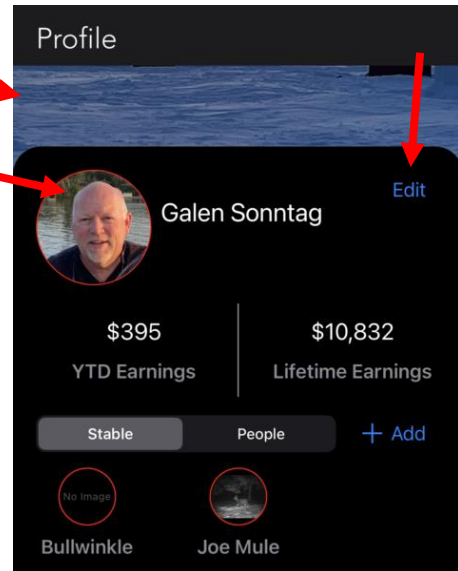 Profile
Edit
Galen Sonntag
$395 $10,832
YTD Earnings Lifetime Earnings
Stable People + Add
No Image
Bullwinkle Joe Mule